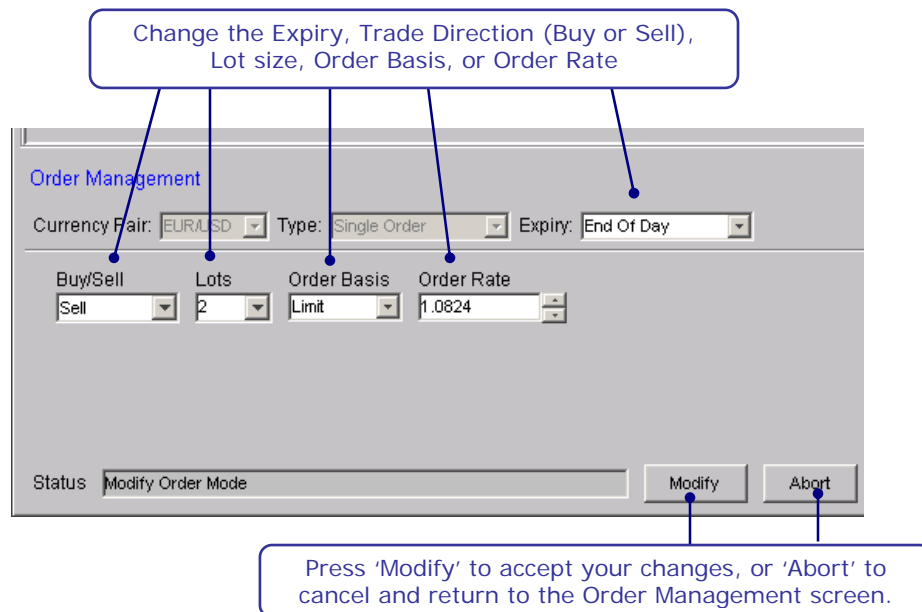 Change the Expiry, Trade Direction (Buy or Sell),
Lot size, Order Basis, or Order Rate
Order Management
Currency Pair: EUR/USD Type: Single Order Expiry: End Of Day
Buy/Sell Lots Order Basis Order Rate
Sell 2 Limit 1.0824
Status Modify Order Mode Modify Abort
Press ‘Modify’ to accept your changes, or ‘Abort’ to
cancel and return to the Order Management screen.